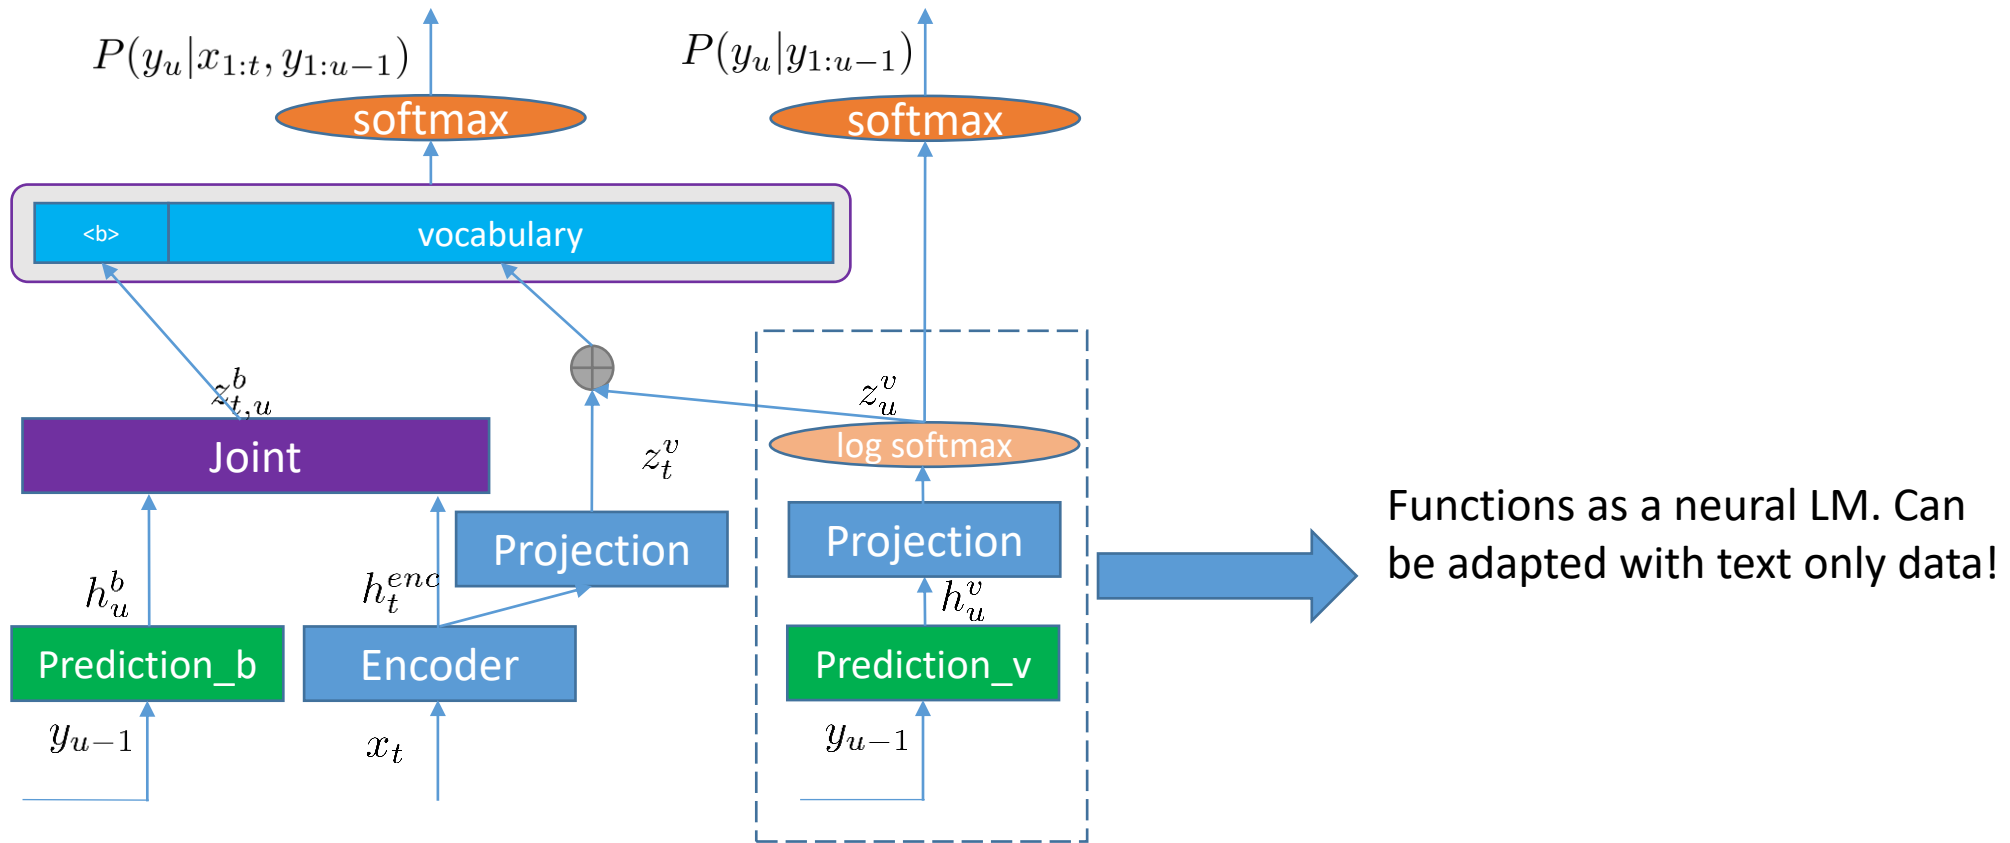 P(y_u|x_{1:t}, y_{1:u−1})
P(y_u|y_{1:u−1})
softmax
softmax
<b>
vocabulary
z^b_{t,u}
z^v_u
Joint
z^v_t
log softmax
Projection
Projection
h^b_u
h^{enc}_t
h^v_u
Prediction_b
Encoder
Prediction_v
y_{u−1}
x_t
y_{u−1}
Functions as a neural LM. Can
be adapted with text only data!